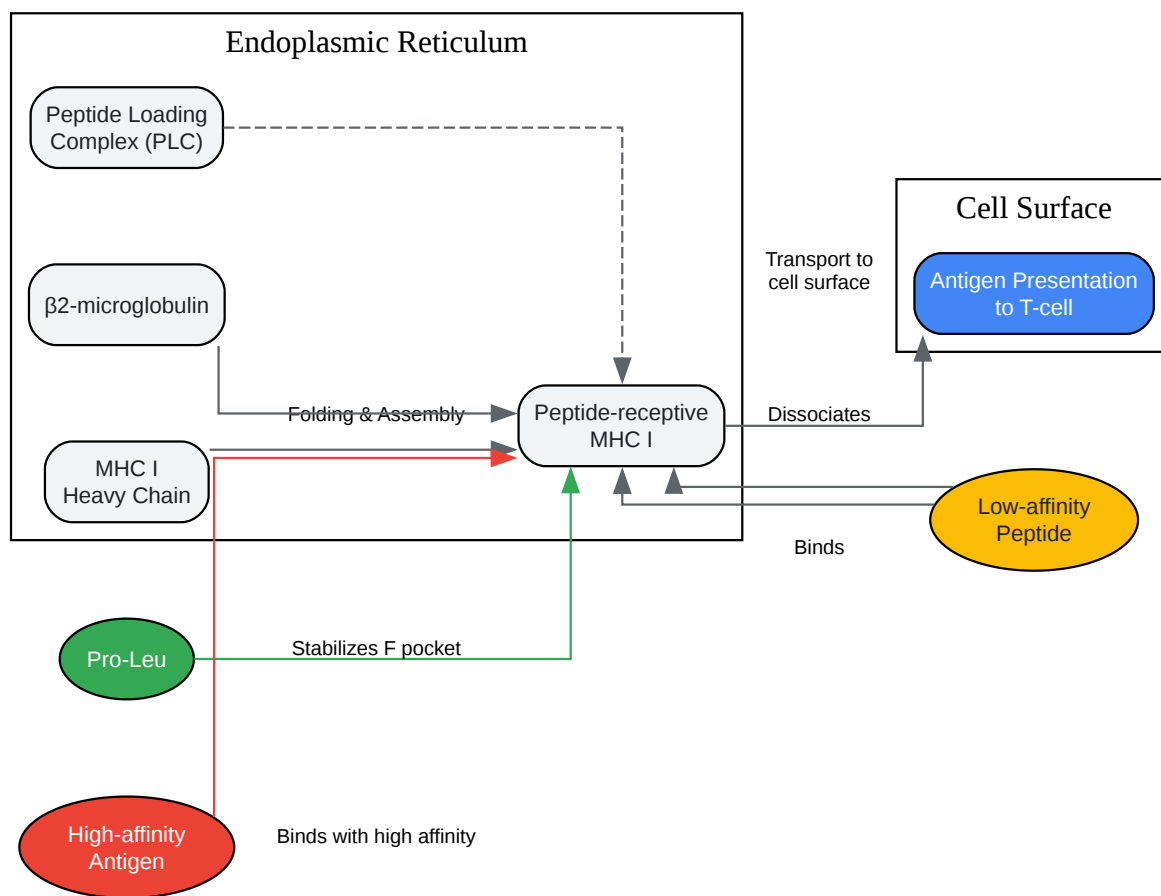 Endoplasmic Reticulum
Peptide Loading
Complex (PLC)
Cell Surface
β2-microglobulin
Transport to
cell surface
Antigen Presentation
to T-cell
Folding & Assembly
Peptide-receptive
MHC I
Dissociates
MHC I
Heavy Chain
Low-affinity
Peptide
Binds
Pro-Leu
Stabilizes F pocket
High-affinity
Antigen
Binds with high affinity